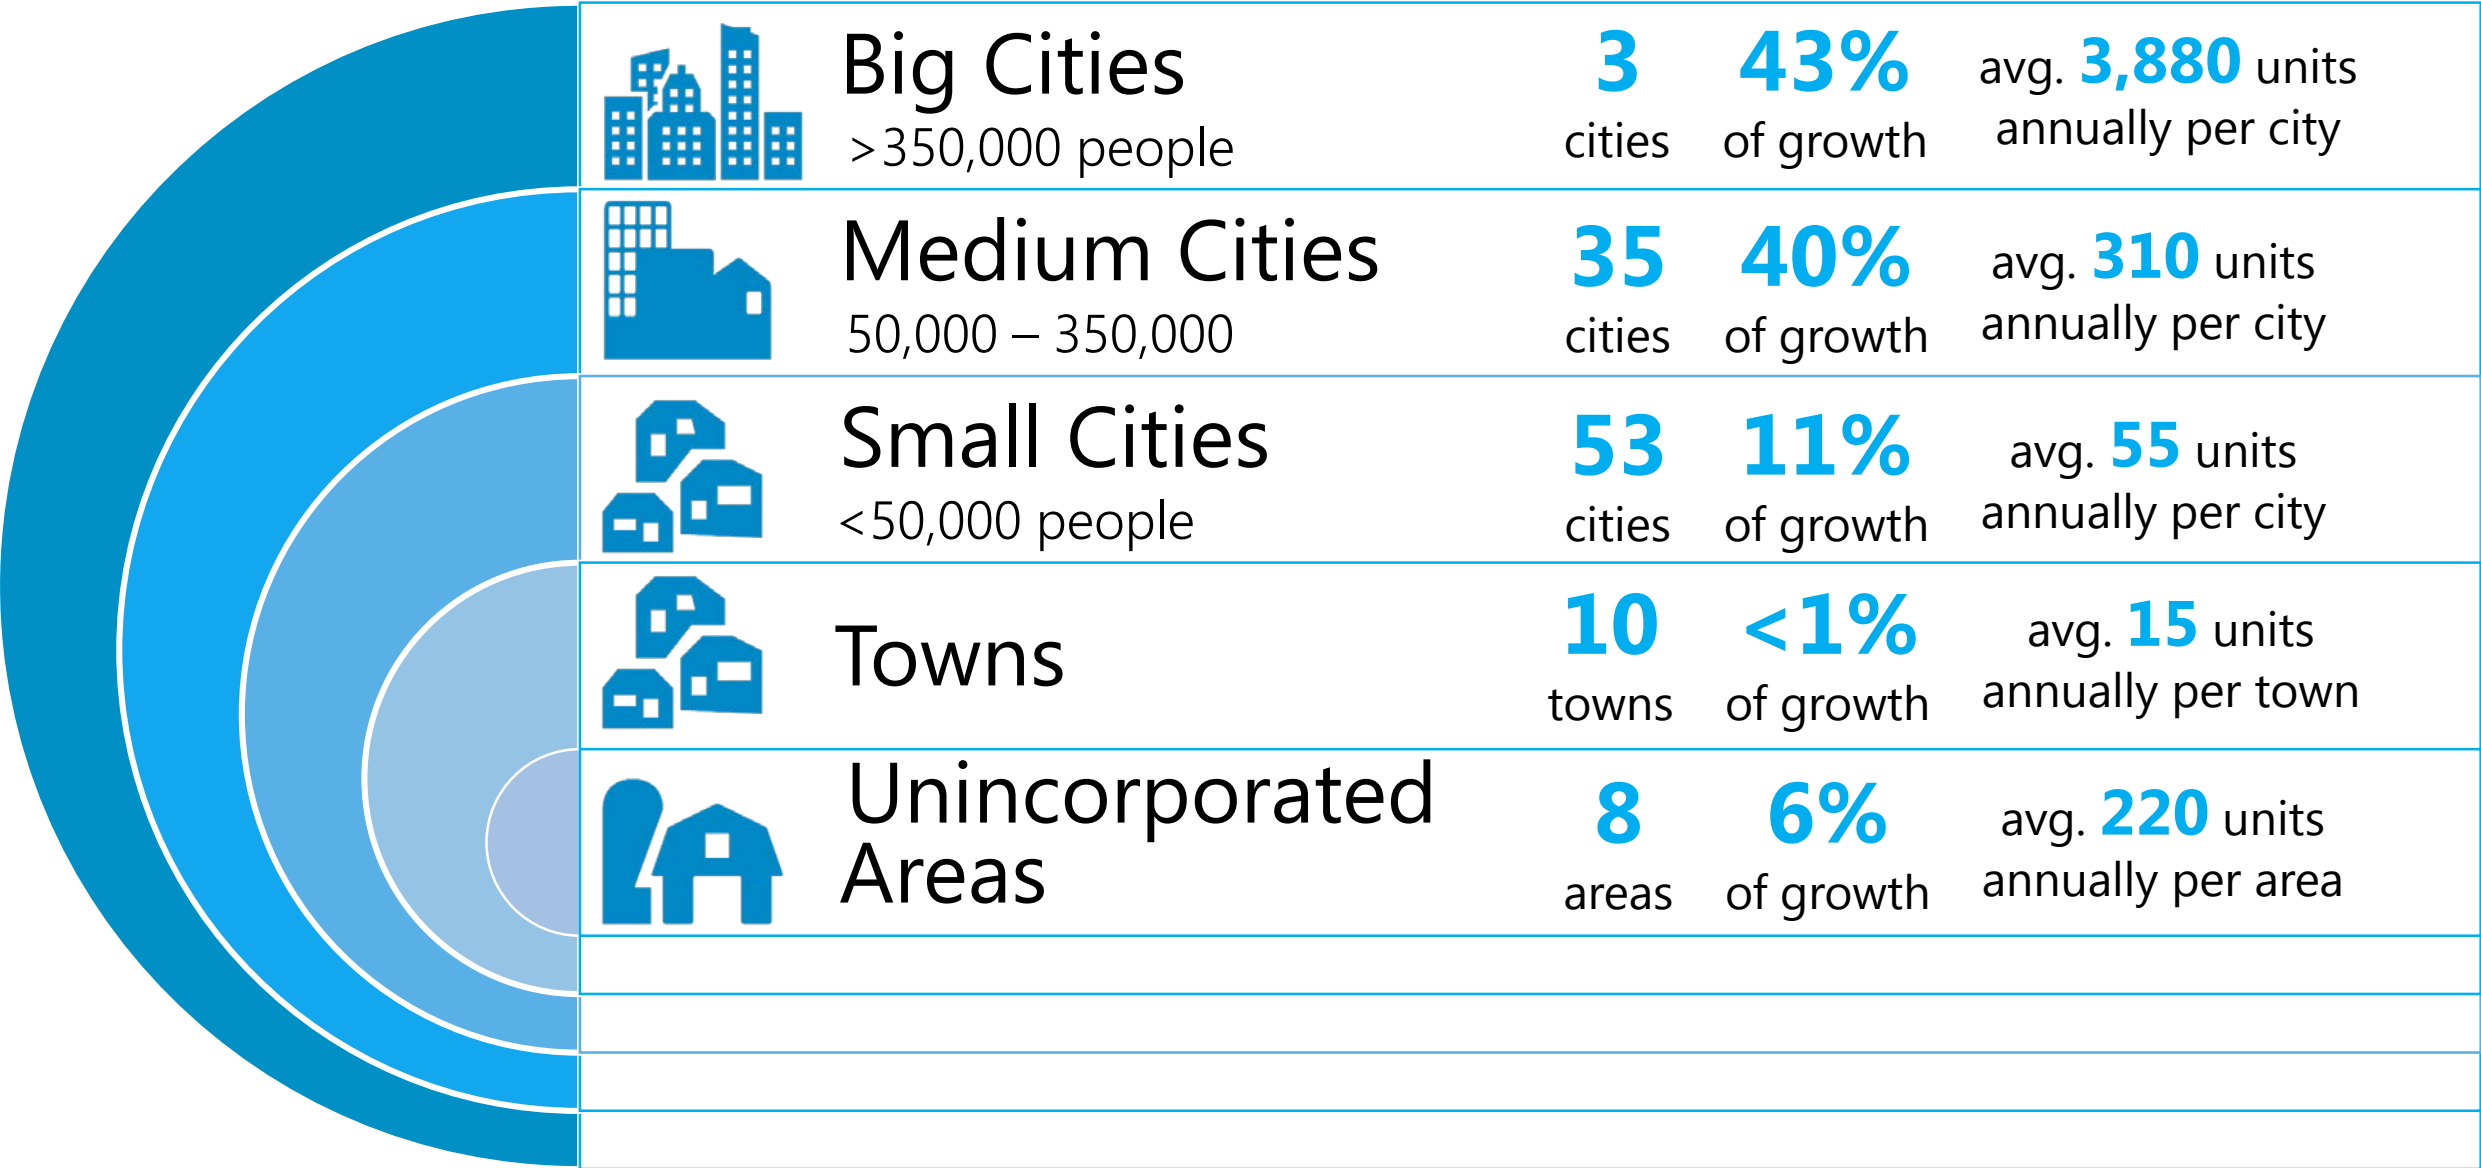 Big Cities
>350,000 people
3
cities
43%
of growth
avg. 3,880 units
annually per city
Medium Cities
50,000 – 350,000
35
cities
40%
of growth
avg. 310 units
annually per city
Small Cities
<50,000 people
53
cities
11%
of growth
avg. 55 units
annually per city
Towns
10
towns
<1%
of growth
avg. 15 units
annually per town
Unincorporated
Areas
8
areas
6%
of growth
avg. 220 units
annually per area